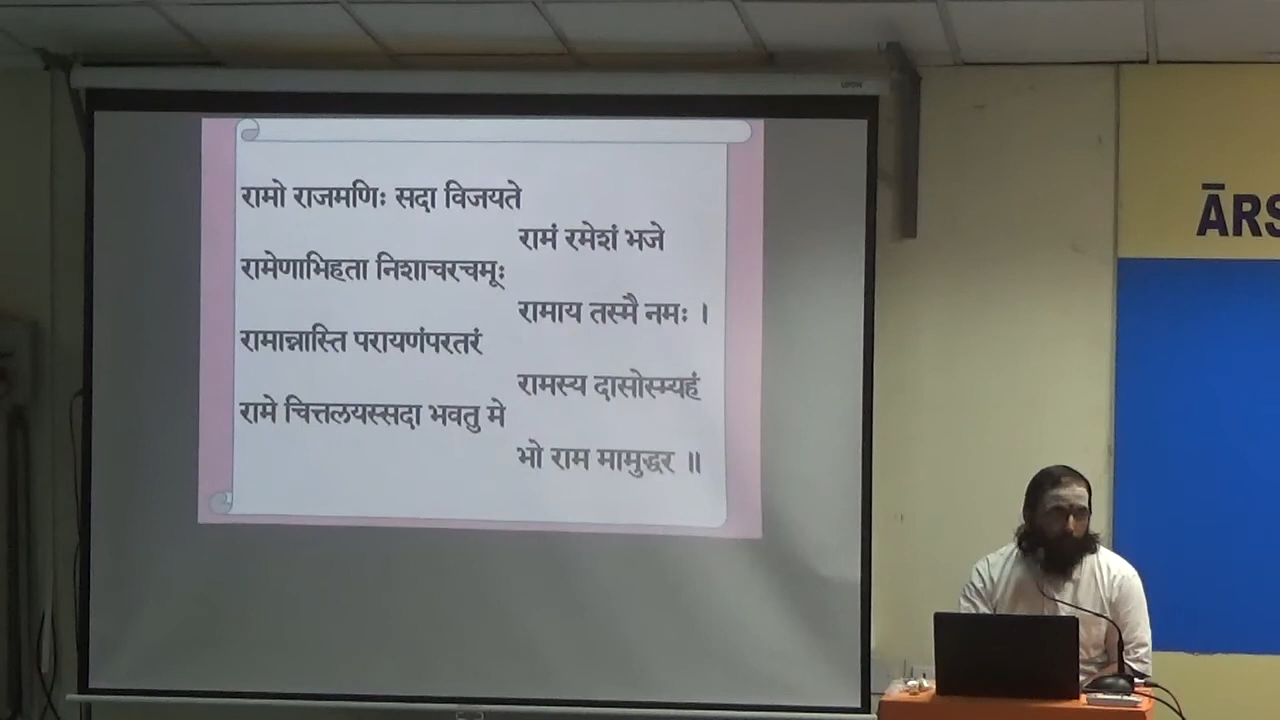 रामो राजमणिः सदा विजयते
रामं रमेशं भजे
रामेणाभिहता निशाचरचमूः
रामाय तस्मै नमः ।
रामान्नास्ति परायणंपरतरं
रामस्य दासोस्म्यहं
रामे चित्तलयस्सदा भवतु मे
भो राम मामुद्धर ॥
ĀRS